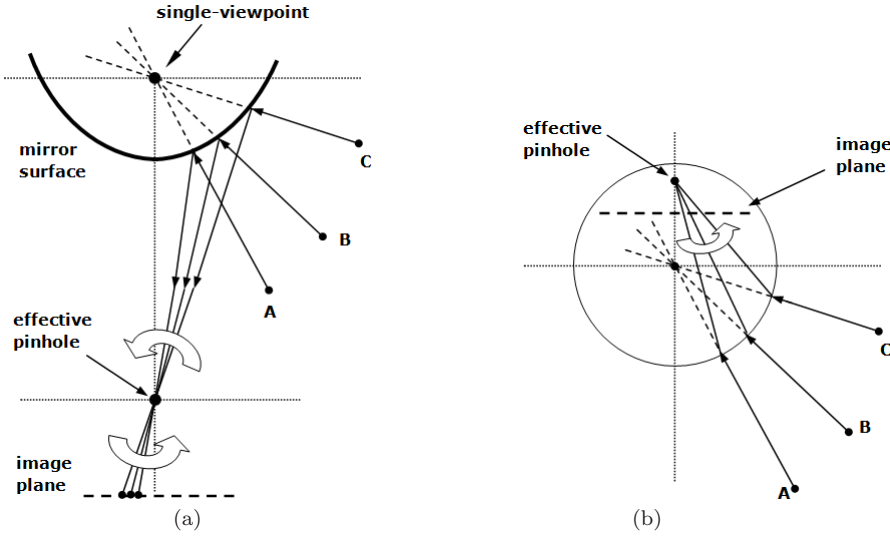 single-viewpoint
mirror
surface
C
B
A
effective
pinhole
image
plane
(a)
effective
pinhole
image
plane
C
B
A
(b)